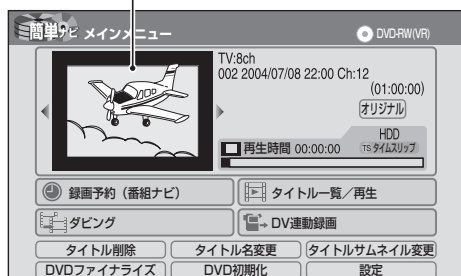 簡単ナビ メインメニュー
DVD-RW(VR)
TV:8ch
002 2004/07/08 22:00 Ch:12
(01:00:00)
オリジナル
HDD
再生時間 00:00:00 TS タイムスリップ
録画予約（番組ナビ） タイトル一覧／再生
ダビング DV連動録画
タイトル削除 タイトル名変更 タイトルサムネイル変更
DVDファイナライズ DVD初期化 設定